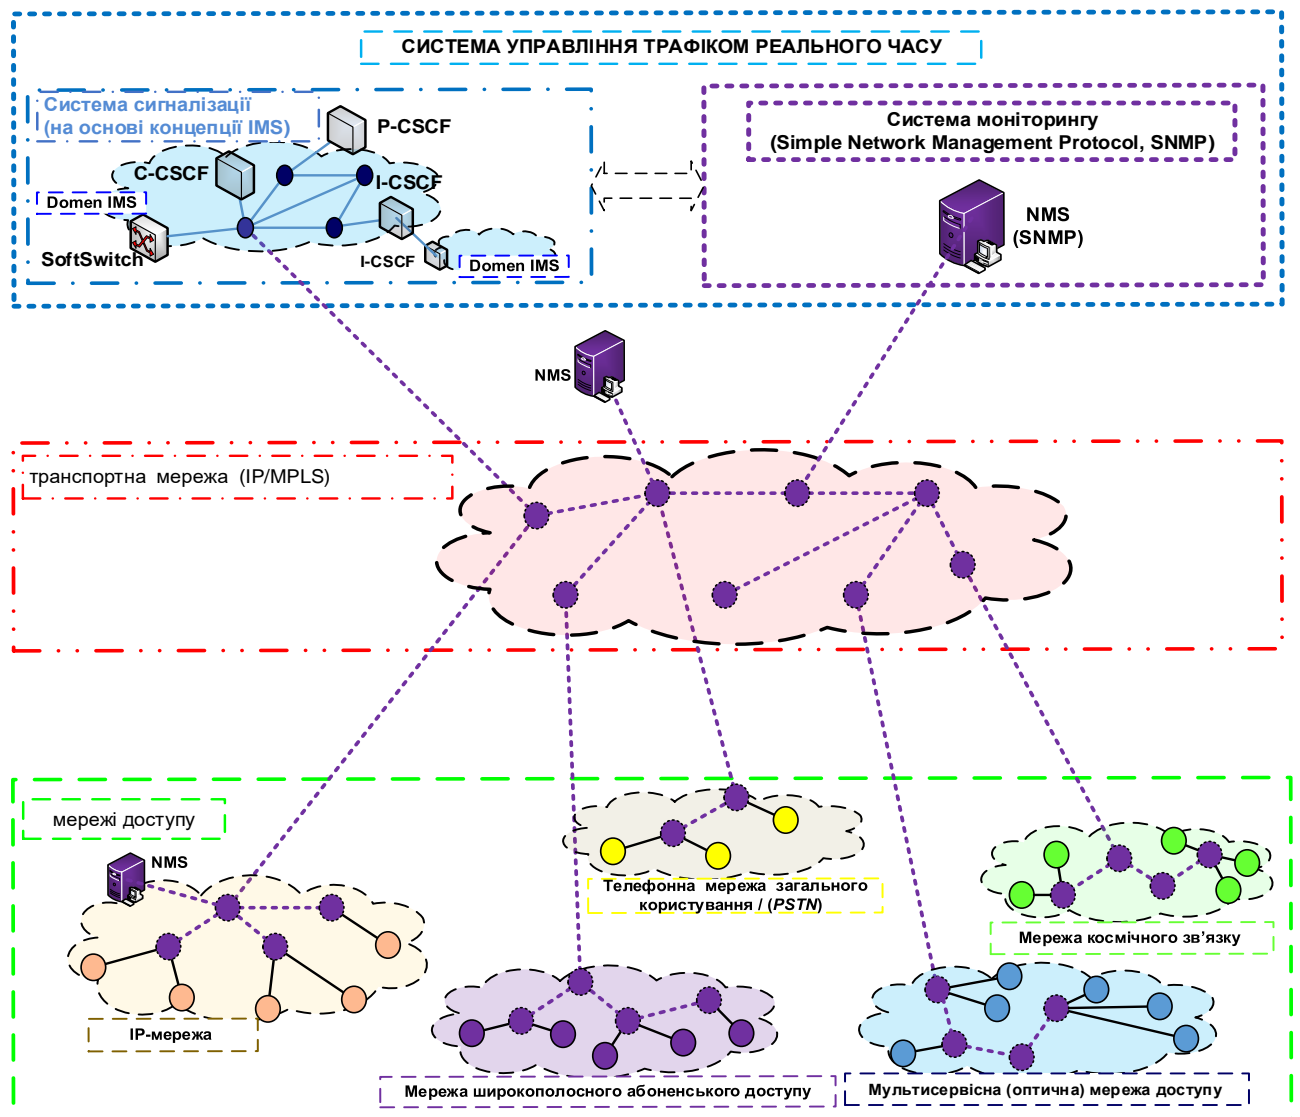 СИСТЕМА УПРАВЛІННЯ ТРАФІКОМ РЕАЛЬНОГО ЧАСУ
Система сигналізації
(на основі концепції IMS)
P-CSCF
C-CSCF
I-CSCF
Domen IMS
SoftSwitch
I-CSCF
Domen IMS
Система моніторингу
(Simple Network Management Protocol, SNMP)
NMS
(SNMP)
NMS
транспортна мережа (IP/MPLS)
мережі доступу
NMS
Телефонна мережа загального
користування / (PSTN)
Мережа космічного зв’язку
IP-мережа
Мережа широкополосного абоненського доступу
Мультисервісна (оптична) мережа доступу